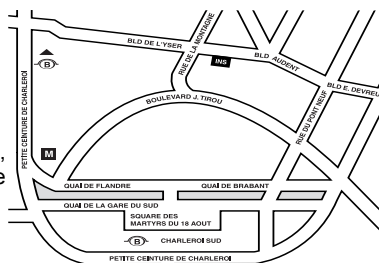 BLD DE L'YSER
RUE DE LA MONTAGNE
INS
BLD AUDENT
BLD E. DEVREU
B
PETITE CEINTURE DE CHARLEROI
BOULEVARD J. TIROU
RUE DU PONT NEUF
M
,
e
QUAI DE FLANDRE
QUAI DE BRABANT
QUAI DE LA GARE DU SUD
SQUARE DES
MARTYRS DU 18 AOUT
B
CHARLEROI SUD
PETITE CEINTURE DE CHARLEROI